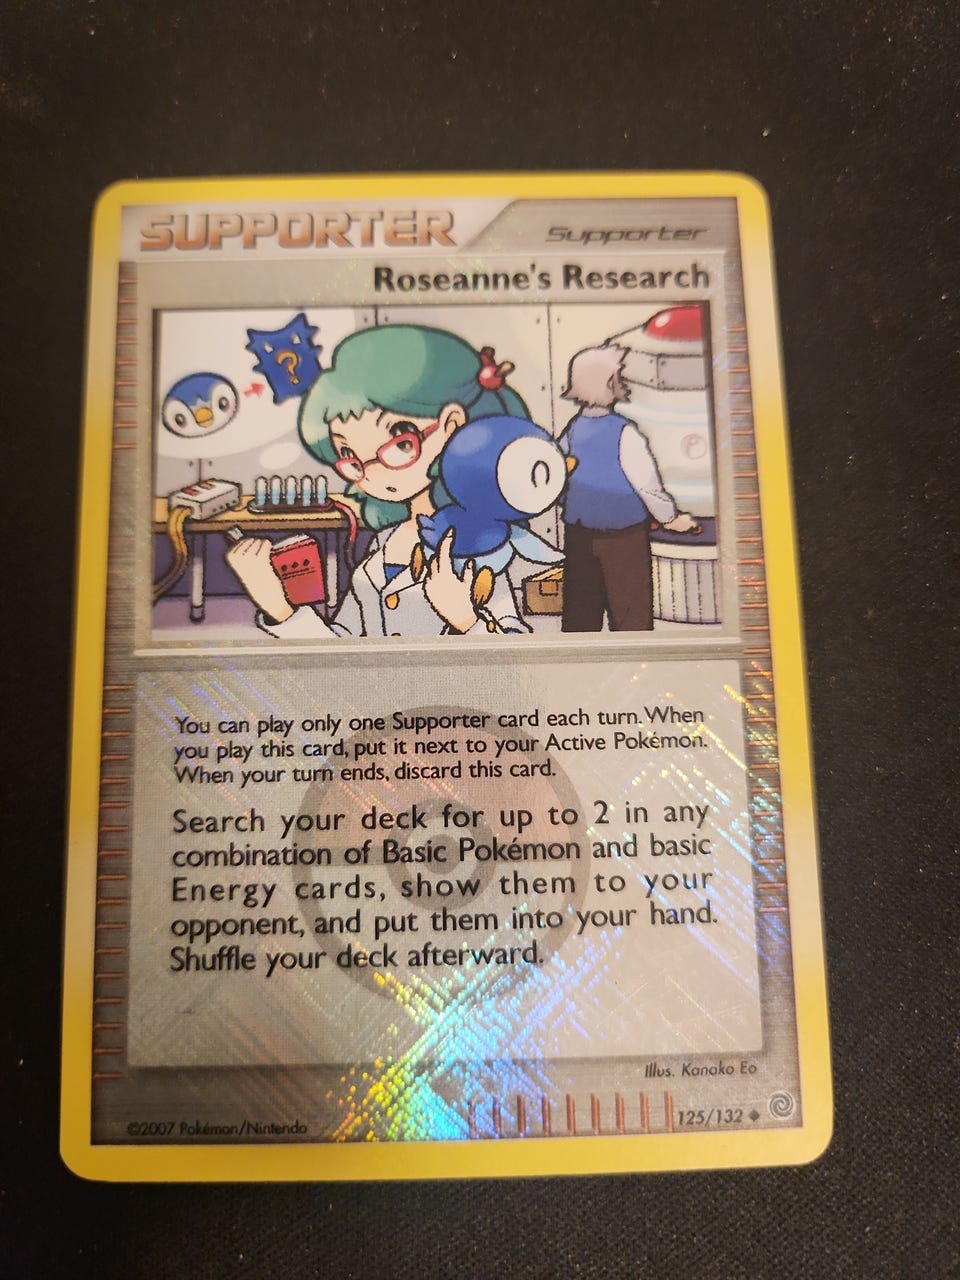 SUPPORTER
Supporter
Roseanne's Research
?
You can play only one Supporter card each turn. When
you play this card, put it next to your Active Pokémon.
When your turn ends, discard this card.
Search your deck for up to 2 in any
combination of Basic Pokémon and basic
Energy cards, show them to your
opponent, and put them into your hand.
Shuffle your deck afterward.
Illus. Kanako Eo
©2007 Pokémon/Nintendo
125/132